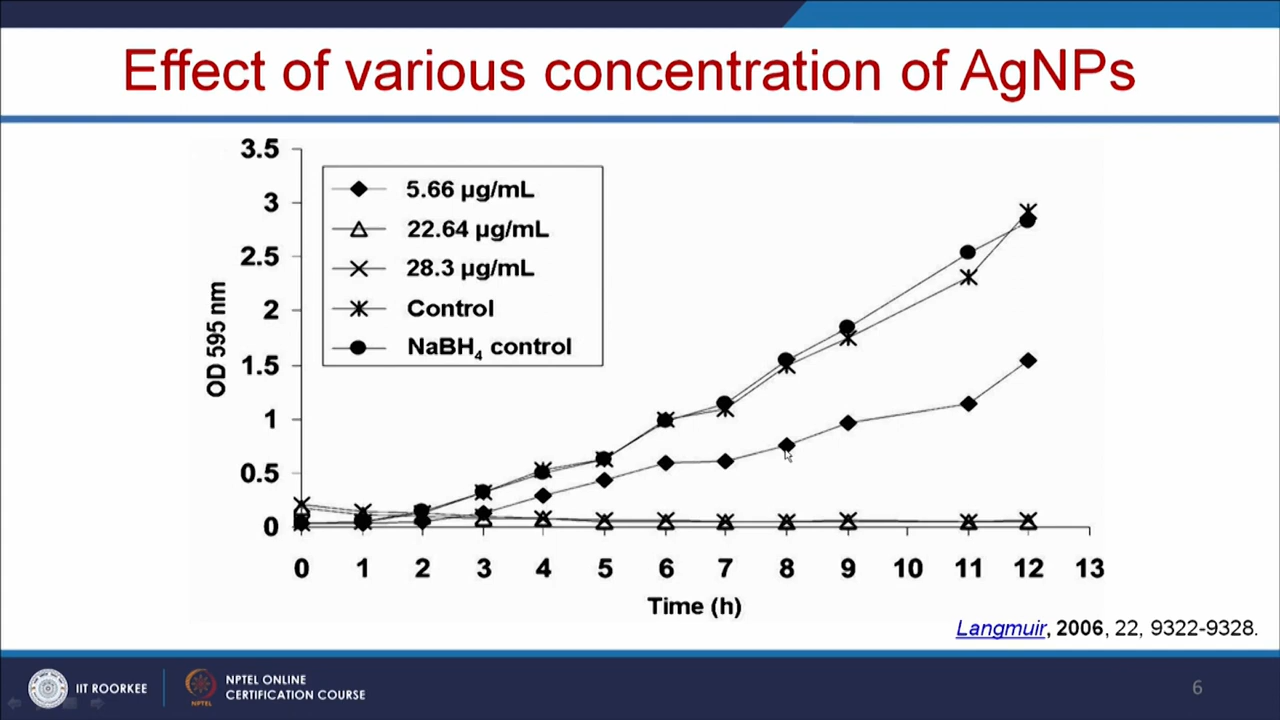 Effect of various concentration of AgNPs
3.5
3
2.5
2
1.5
1
0.5
0
OD 595 nm
5.66 µg/mL
22.64 µg/mL
28.3 µg/mL
Control
NaBH₄ control
0 1 2 3 4 5 6 7 8 9 10 11 12 13
Time (h)
Langmuir, 2006, 22, 9322-9328.
IIT ROORKEE
NPTEL
NPTEL ONLINE
CERTIFICATION COURSE
6